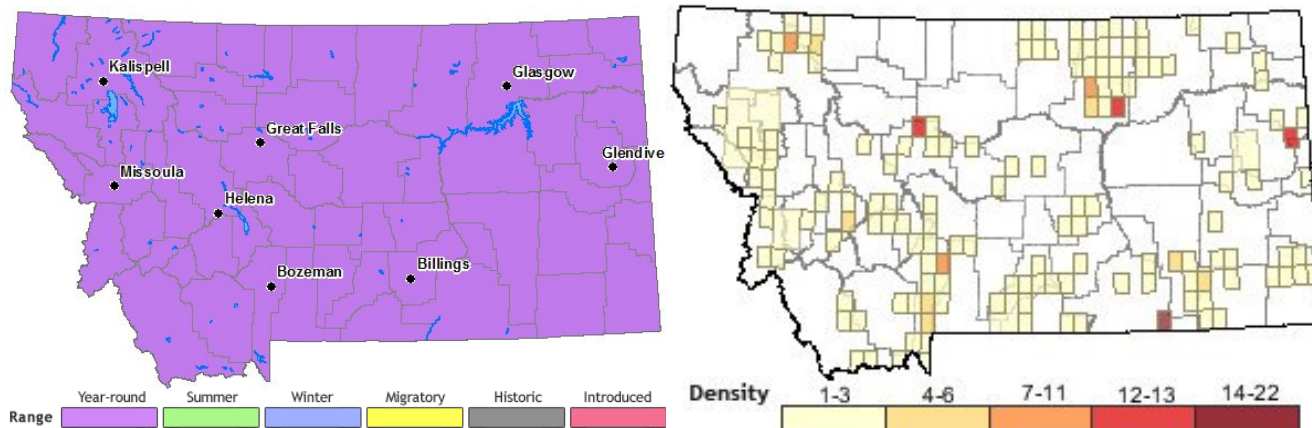 Kalispell
Glasgow
Great Falls
Glendive
Missoula
Helena
Bozeman
Billings
Year-round Summer Winter Migratory Historic Introduced
Range
Density 1-3 4-6 7-11 12-13 14-22